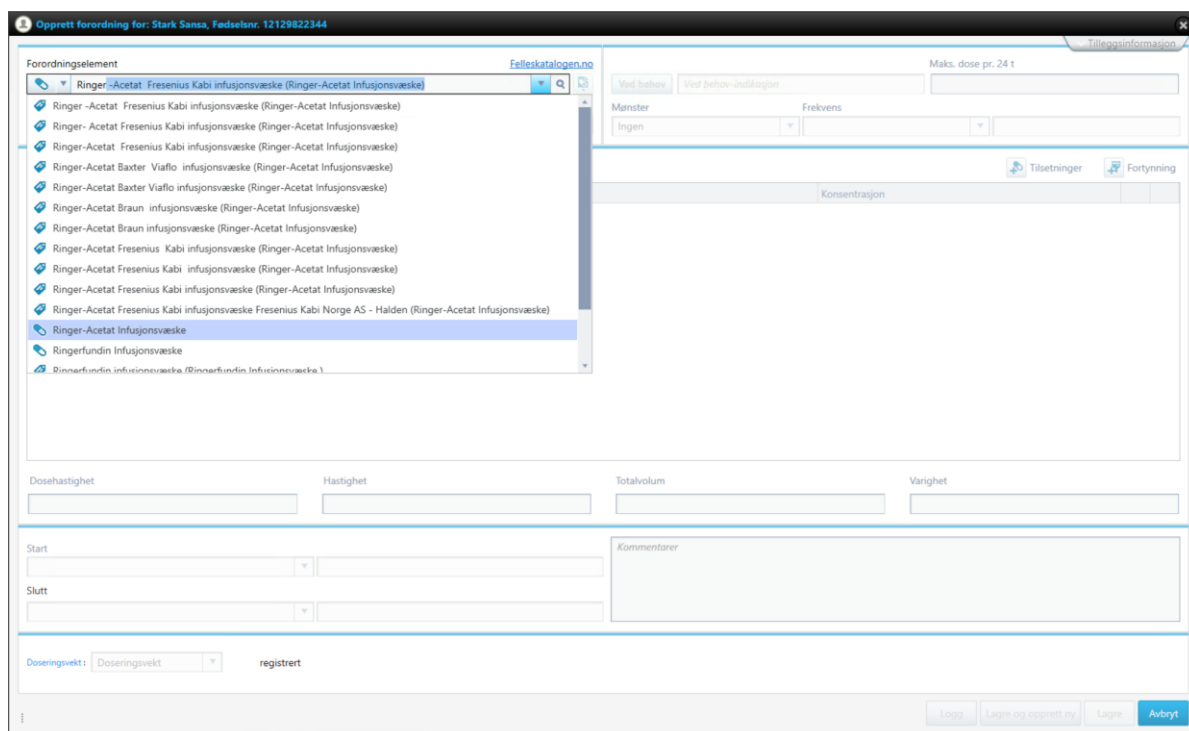 Opprett forordning for: Stark Sansa, Fødselsnr. 12129822344
Tilleggsinformasjon
Forordningselement
Felleskatalogen.no
Maks. dose pr. 24 t
Ringer -Acetat  Fresenius Kabi infusjonsvæske (Ringer-Acetat Infusjonsvæske)
Ved behov
Ved behov-indikasjon
Mønster
Frekvens
Ingen
Ringer -Acetat  Fresenius Kabi infusjonsvæske (Ringer-Acetat Infusjonsvæske)
Ringer- Acetat Fresenius Kabi infusjonsvæske (Ringer-Acetat Infusjonsvæske)
Ringer-Acetat  Fresenius Kabi infusjonsvæske (Ringer-Acetat Infusjonsvæske)
Ringer-Acetat Baxter  Viaflo  infusjonsvæske (Ringer-Acetat Infusjonsvæske)
Ringer-Acetat Baxter Viaflo infusjonsvæske (Ringer-Acetat Infusjonsvæske)
Ringer-Acetat Braun  infusjonsvæske (Ringer-Acetat Infusjonsvæske)
Ringer-Acetat Braun infusjonsvæske (Ringer-Acetat Infusjonsvæske)
Ringer-Acetat Fresenius  Kabi infusjonsvæske (Ringer-Acetat Infusjonsvæske)
Ringer-Acetat Fresenius Kabi  infusjonsvæske (Ringer-Acetat Infusjonsvæske)
Ringer-Acetat Fresenius Kabi infusjonsvæske (Ringer-Acetat Infusjonsvæske)
Ringer-Acetat Fresenius Kabi infusjonsvæske Fresenius Kabi Norge AS - Halden (Ringer-Acetat Infusjonsvæske)
Ringer-Acetat Infusjonsvæske
Ringerfundin Infusjonsvæske
Ringerfundin infusjonsvæske (Ringerfundin Infusjonsvæske )
Tilsetninger
Fortynning
Konsentrasjon
Dosehastighet
Hastighet
Totalvolum
Varighet
Start
Kommentarer
Slutt
Doseringsvekt :
Doseringsvekt
registrert
Logg
Lagre og opprett ny
Lagre
Avbryt